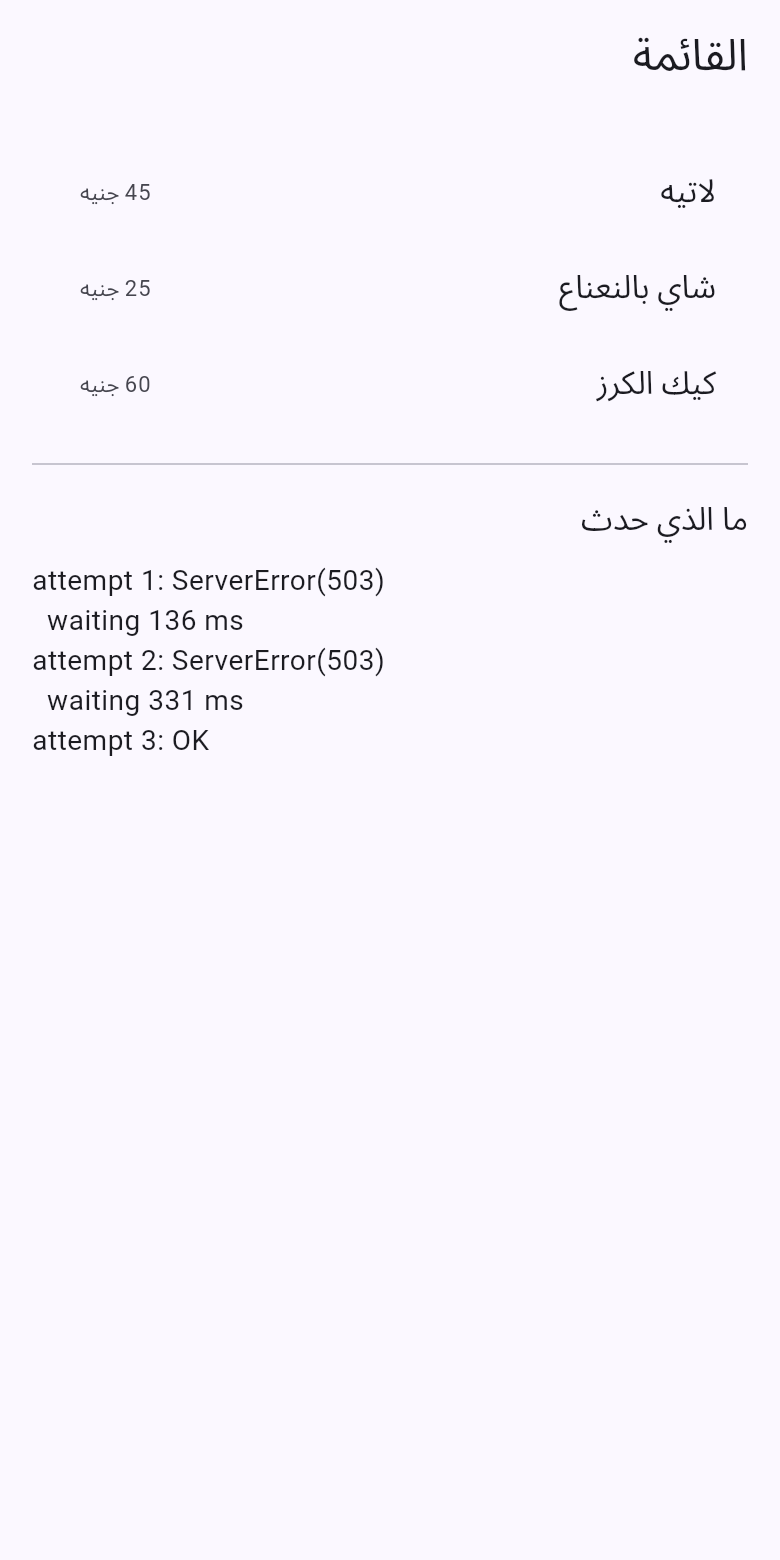 القائمة
لاتيه 45 جنيه
شاي بالنعناع 25 جنيه
كيك الكرز 60 جنيه
ما الذي حدث
attempt 1: ServerError(503)
waiting 136 ms
attempt 2: ServerError(503)
waiting 331 ms
attempt 3: OK